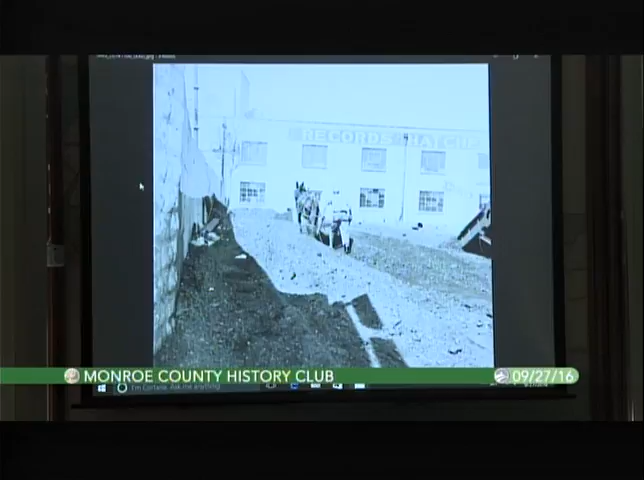 RECORDS HATCHE
MONROE COUNTY HISTORY CLUB
09/27/16
I'm Cortana. Ask me anything.